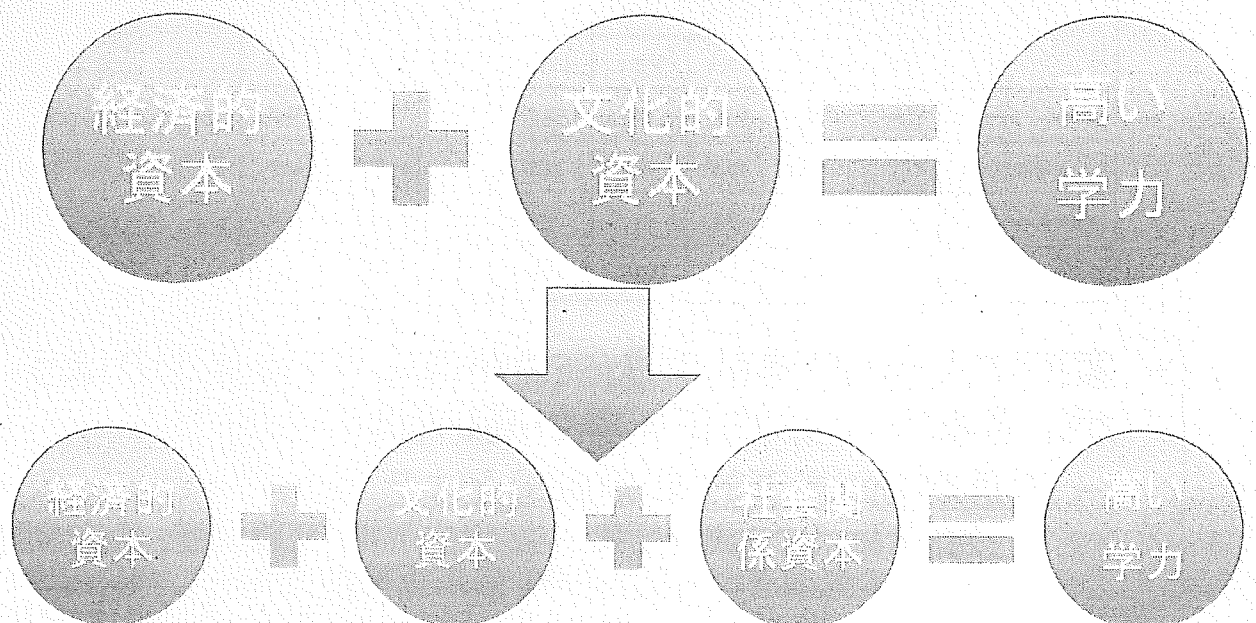 経済的
資本
+
文化的
資本
=
高い
学力
経済的
資本
+
文化的
資本
+
社会関
係資本
=
高い
学力